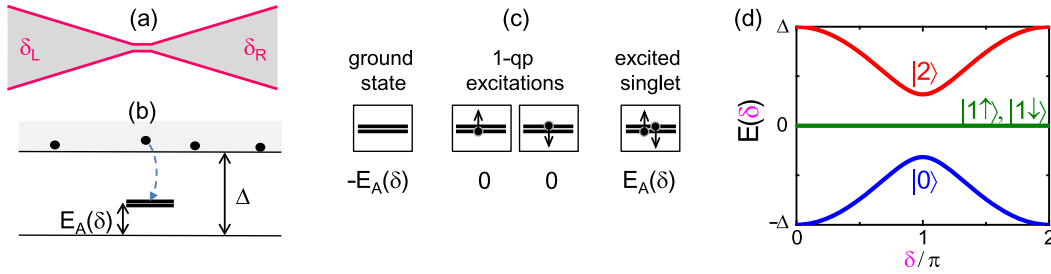 (a)
δL
δR
(b)
Δ
EA(δ)
(c)
ground
state
1-qp
excitations
excited
singlet
-EA(δ)
0
0
EA(δ)
(d)
E(δ)
Δ
0
-Δ
|2⟩
|1↑⟩, |1↓⟩
|0⟩
0
1
2
δ/π